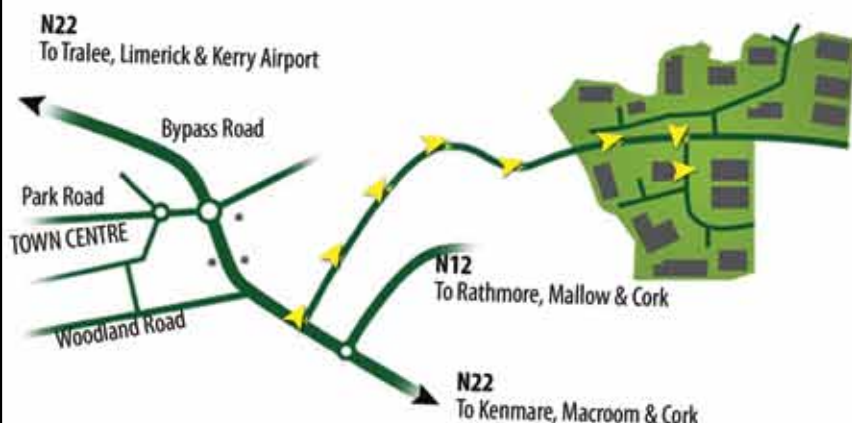 N22
To Tralee, Limerick & Kerry Airport
Bypass Road
Park Road
TOWN CENTRE
Woodland Road
N12
To Rathmore, Mallow & Cork
N22
To Kenmare, Macroom & Cork